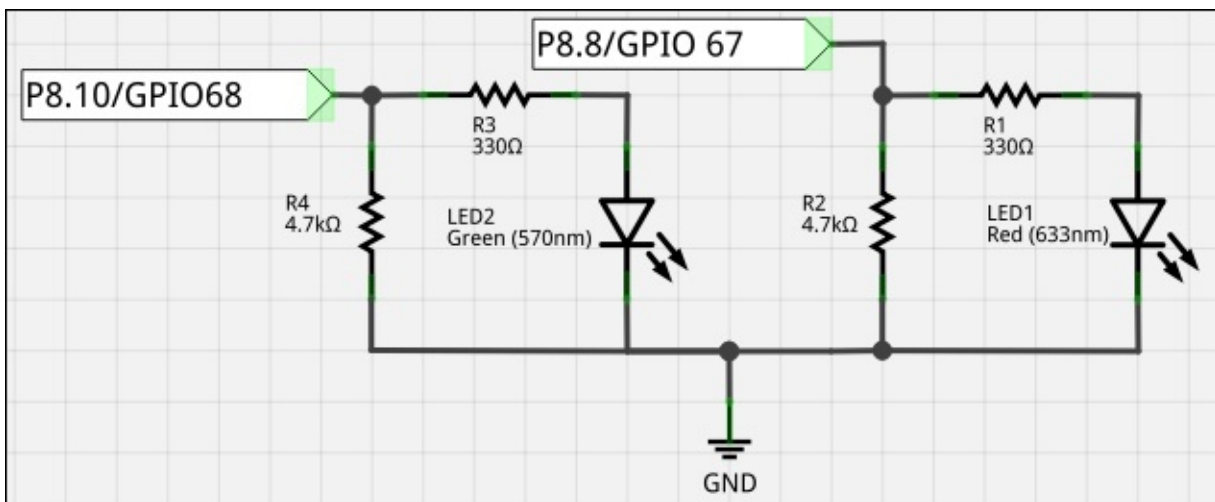 P8.8/GPIO 67
P8.10/GPIO68
R3
330Ω
R1
330Ω
R4
4.7kΩ
LED2
Green (570nm)
R2
4.7kΩ
LED1
Red (633nm)
GND